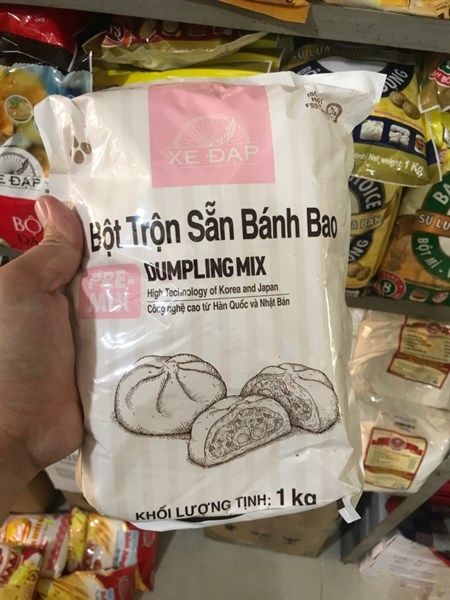 XE ĐẠP
Bột Trộn Sẵn Bánh Bao
PRE-
MIX
DUMPLING MIX
High Technology of Korea and Japan
Công nghệ cao từ Hàn Quốc và Nhật Bản
KHỐI LƯỢNG TỊNH: 1 kg